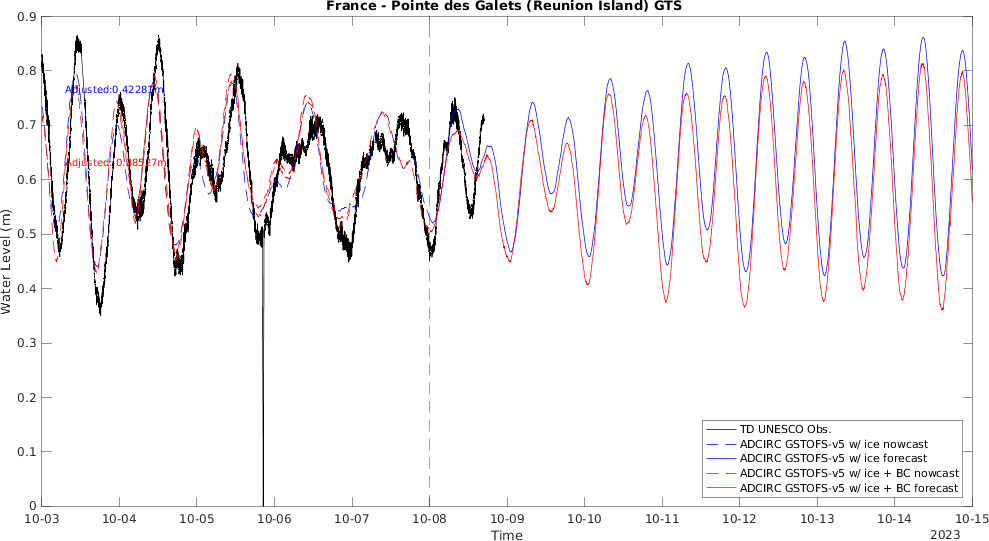 France - Pointe des Galets (Reunion Island) GTS
0.9
0.8
0.7
0.6
0.5
0.4
0.3
0.2
0.1
0
Water Level (m)
Adjusted:0.42281m
TD UNESCO Obs.
ADCIRC GSTOFS-v5 w/ ice nowcast
ADCIRC GSTOFS-v5 w/ ice forecast
ADCIRC GSTOFS-v5 w/ ice + BC nowcast
ADCIRC GSTOFS-v5 w/ ice + BC forecast
10-03 10-04 10-05 10-06 10-07 10-08 10-09 10-10 10-11 10-12 10-13 10-14 10-15
Time
2023